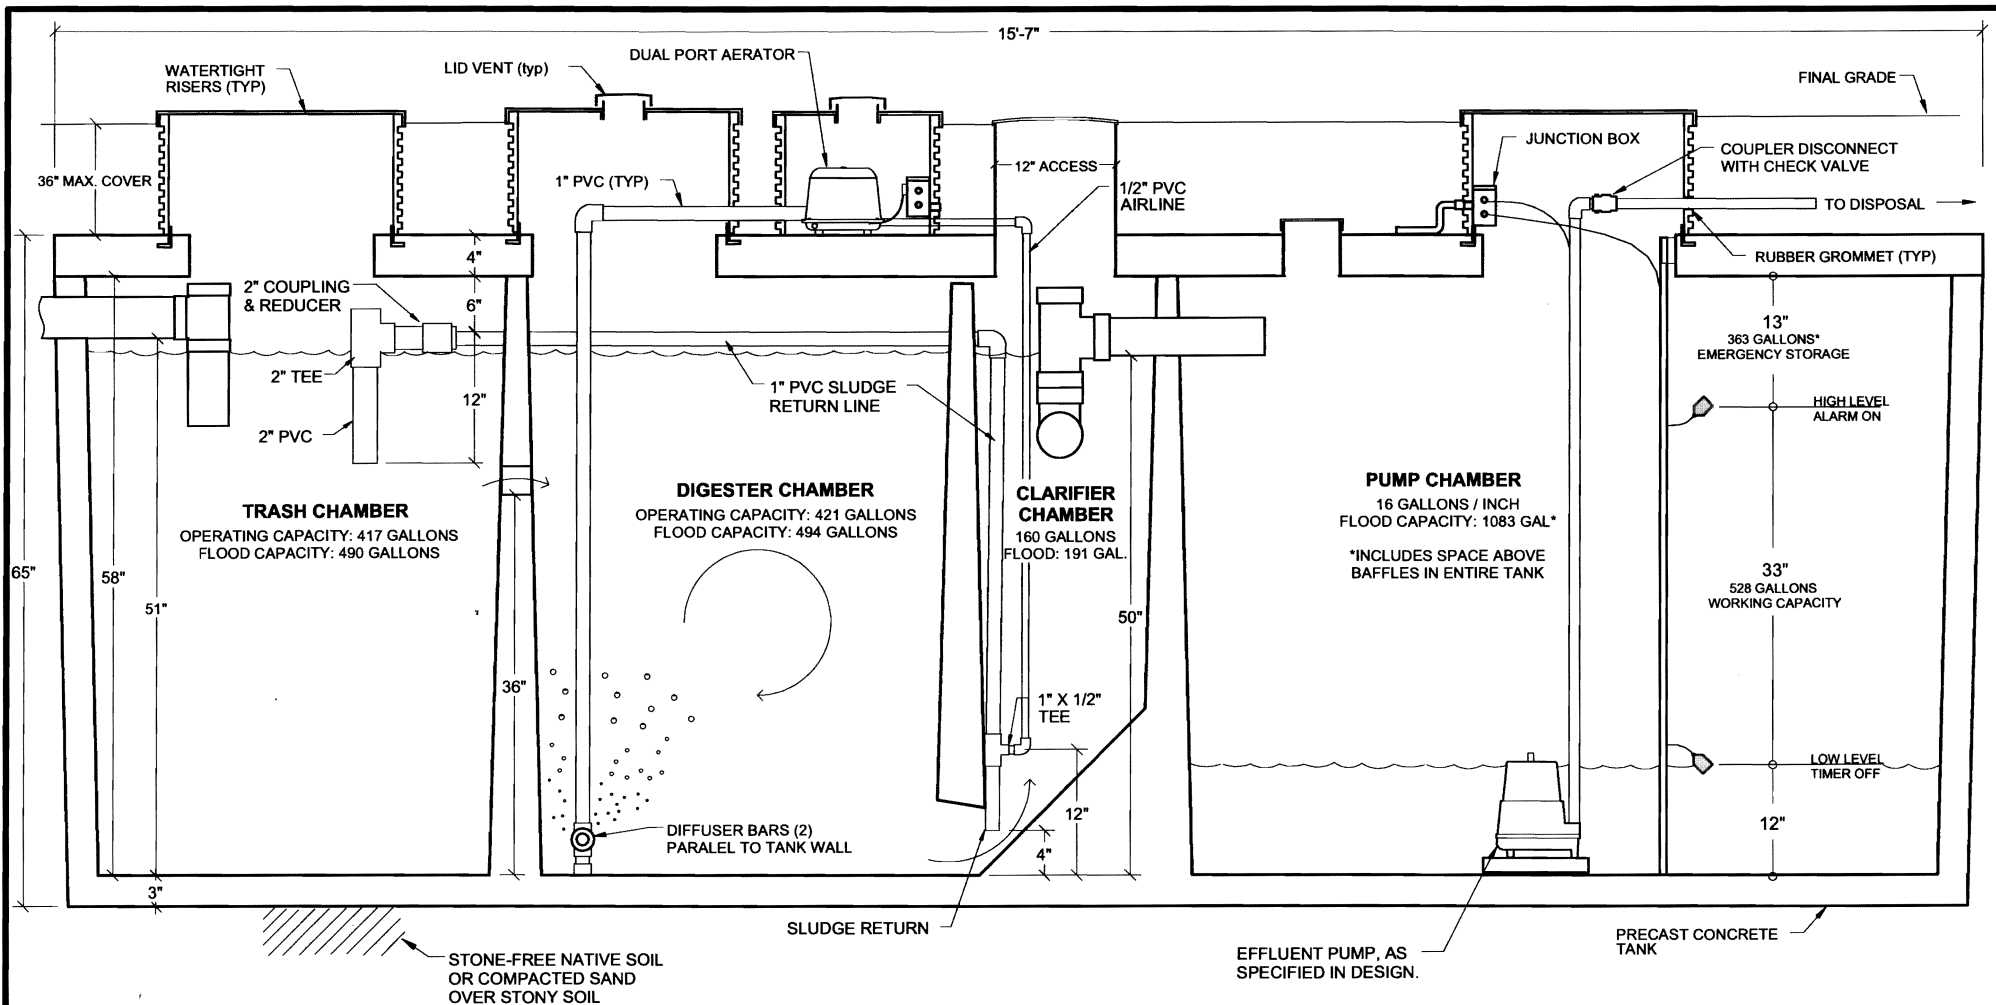 15'-7"
DUAL PORT AERATOR
WATERTIGHT
RISERS (TYP)
LID VENT (typ)
FINAL GRADE
JUNCTION BOX
COUPLER DISCONNECT
WITH CHECK VALVE
36" MAX. COVER
1" PVC (TYP)
12" ACCESS
1/2" PVC
AIRLINE
TO DISPOSAL
4"
RUBBER GROMMET (TYP)
2" COUPLING
& REDUCER
6"
13"
363 GALLONS*
EMERGENCY STORAGE
2" TEE
12"
1" PVC SLUDGE
RETURN LINE
HIGH LEVEL
ALARM ON
2" PVC
TRASH CHAMBER
OPERATING CAPACITY: 417 GALLONS
FLOOD CAPACITY: 490 GALLONS
DIGESTER CHAMBER
OPERATING CAPACITY: 421 GALLONS
FLOOD CAPACITY: 494 GALLONS
CLARIFIER
CHAMBER
160 GALLONS
FLOOD: 191 GAL.
PUMP CHAMBER
16 GALLONS / INCH
FLOOD CAPACITY: 1083 GAL*
*INCLUDES SPACE ABOVE
BAFFLES IN ENTIRE TANK
65"
58"
51"
33"
528 GALLONS
WORKING CAPACITY
50"
36"
1" X 1/2"
TEE
LOW LEVEL
TIMER OFF
DIFFUSER BARS (2)
PARALEL TO TANK WALL
12"
4"
12"
3"
SLUDGE RETURN
STONE-FREE NATIVE SOIL
OR COMPACTED SAND
OVER STONY SOIL
EFFLUENT PUMP, AS
SPECIFIED IN DESIGN.
PRECAST CONCRETE
TANK